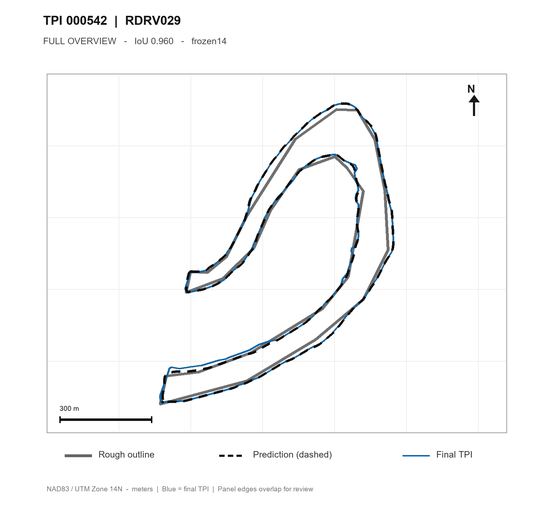 TPI 000542 | RDRV029
FULL OVERVIEW - IoU 0.960 - frozen14
N
300 m
Rough outline
Prediction (dashed)
Final TPI
NAD83 / UTM Zone 14N - meters | Blue = final TPI | Panel edges overlap for review